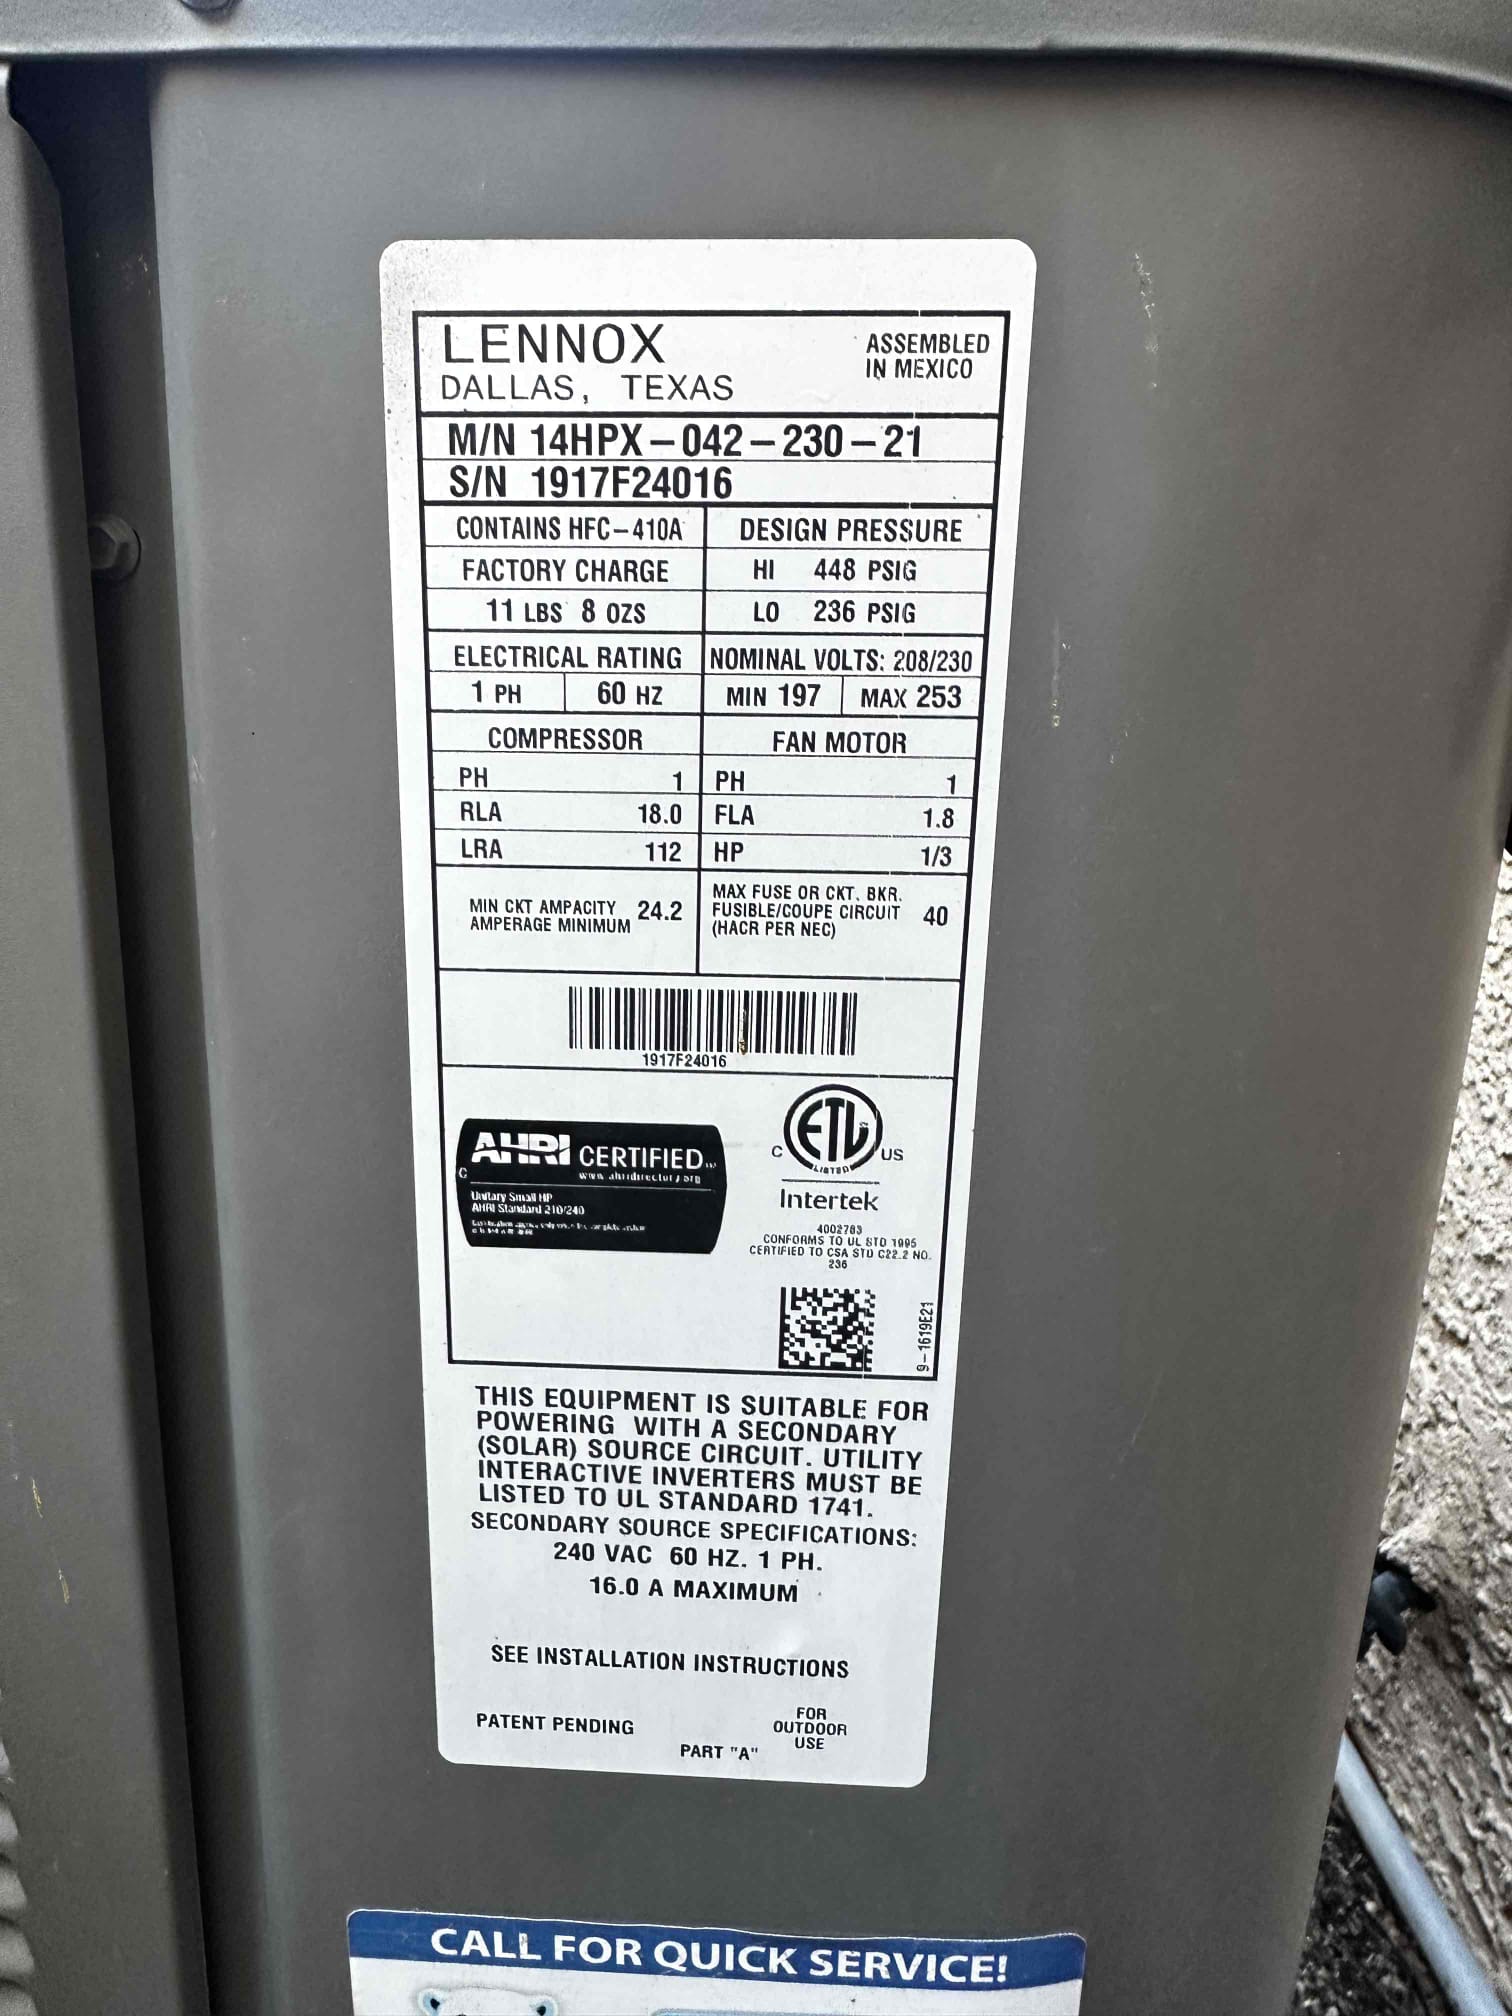 LENNOX
DALLAS, TEXAS
ASSEMBLED
IN MEXICO
M/N 14HPX-042-230-21
S/N 1917F24016
CONTAINS HFC-410A
DESIGN PRESSURE
FACTORY CHARGE
HI 448 PSIG
11 LBS 8 OZS
LO 236 PSIG
ELECTRICAL RATING
NOMINAL VOLTS: 208/230
1 PH
60 HZ
MIN 197
MAX 253
COMPRESSOR
FAN MOTOR
PH 1
PH 1
RLA 18.0
FLA 1.8
LRA 112
HP 1/3
MIN CKT AMPACITY 24.2
AMPERAGE MINIMUM
MAX FUSE OR CKT. BKR.
FUSIBLE/COUPE CIRCUIT 40
(HACR PER NEC)
1917F24016
AHRI CERTIFIED
www.ahridirectory.org
C
Unitary Small HP
AHRI Standard 210/240
ETL
C US
LISTED
Intertek
4002783
CONFORMS TO UL STD 1995
CERTIFIED TO CSA STD C22.2 NO.
236
9-1619E21
THIS EQUIPMENT IS SUITABLE FOR
POWERING WITH A SECONDARY
(SOLAR) SOURCE CIRCUIT. UTILITY
INTERACTIVE INVERTERS MUST BE
LISTED TO UL STANDARD 1741.
SECONDARY SOURCE SPECIFICATIONS:
240 VAC 60 HZ. 1 PH.
16.0 A MAXIMUM
SEE INSTALLATION INSTRUCTIONS
PATENT PENDING
FOR
OUTDOOR
USE
PART "A"
CALL FOR QUICK SERVICE!